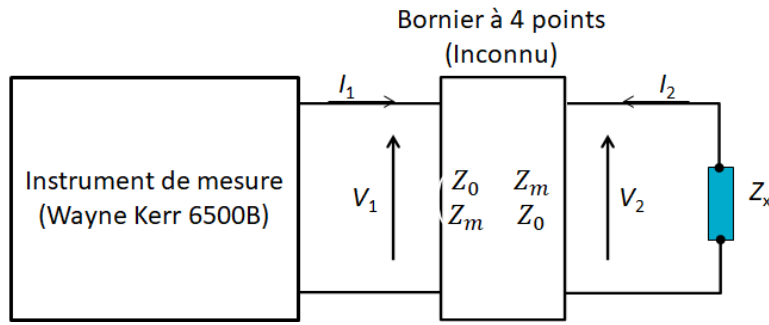 Bornier à 4 points
(Inconnu)
I₁
I₂
Instrument de mesure
(Wayne Kerr 6500B)
V₁
Z₀ Zₘ
Zₘ Z₀
V₂
Zₓ